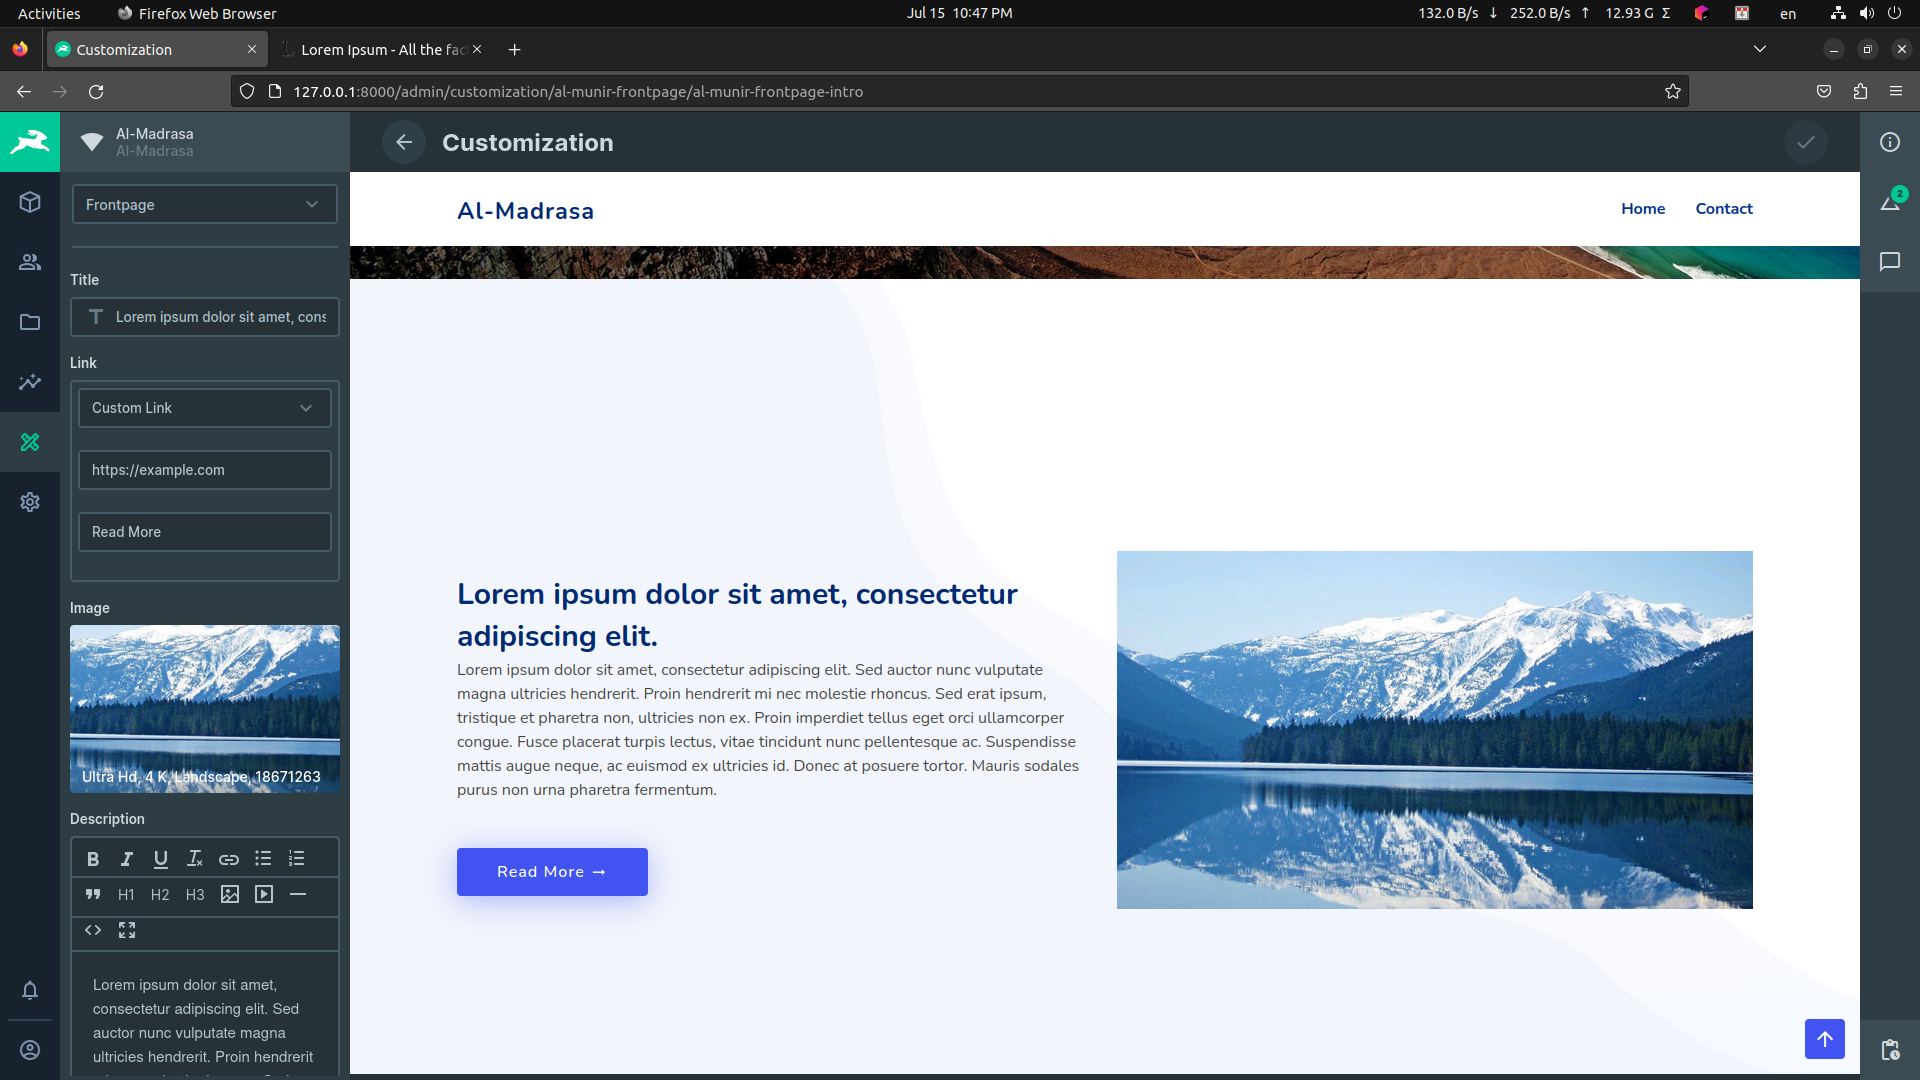 Activities
Firefox Web Browser
Jul 15 10:47 PM
132.0 B/s ↓ 252.0 B/s ↑ 12.93 G Σ
en
Customization
Lorem Ipsum - All the fac
127.0.0.1:8000/admin/customization/al-munir-frontpage/al-munir-frontpage-intro
Al-Madrasa
Al-Madrasa
Customization
2
Frontpage
Al-Madrasa
Home
Contact
Title
Lorem ipsum dolor sit amet, cons
Link
Custom Link
https://example.com
Read More
Image
Ultra Hd, 4 K, Landscape, 18671263
Description
B I U
H1 H2 H3
Lorem ipsum dolor sit amet,
consectetur adipiscing elit. Sed
auctor nunc vulputate magna
ultricies hendrerit. Proin hendrerit
Lorem ipsum dolor sit amet, consectetur
adipiscing elit.
Lorem ipsum dolor sit amet, consectetur adipiscing elit. Sed auctor nunc vulputate
magna ultricies hendrerit. Proin hendrerit mi nec molestie rhoncus. Sed erat ipsum,
tristique et pharetra non, ultricies non ex. Proin imperdiet tellus eget orci ullamcorper
congue. Fusce placerat turpis lectus, vitae tincidunt nunc pellentesque ac. Suspendisse
mattis augue neque, ac euismod ex ultricies id. Donec at posuere tortor. Mauris sodales
purus non urna pharetra fermentum.
Read More →